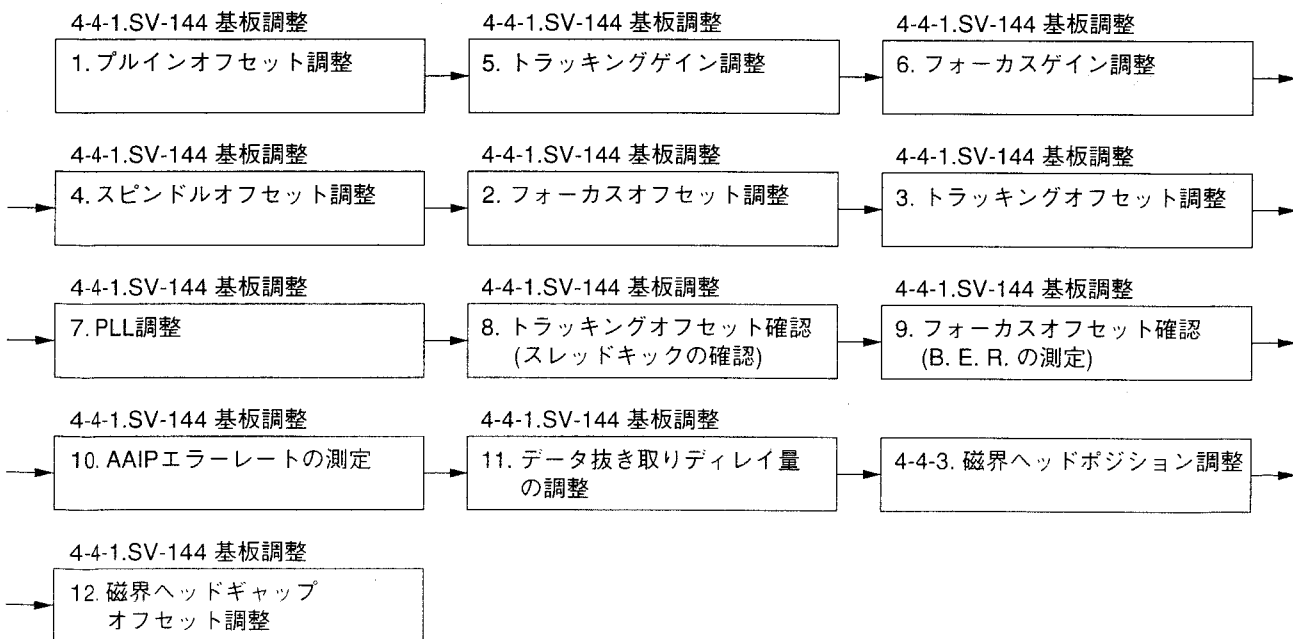 4-4-1.SV-144 基板調整
1. プルインオフセット調整
4-4-1.SV-144 基板調整
5. トラッキングゲイン調整
4-4-1.SV-144 基板調整
6. フォーカスゲイン調整
4-4-1.SV-144 基板調整
4. スピンドルオフセット調整
4-4-1.SV-144 基板調整
2. フォーカスオフセット調整
4-4-1.SV-144 基板調整
3. トラッキングオフセット調整
4-4-1.SV-144 基板調整
7. PLL調整
4-4-1.SV-144 基板調整
8. トラッキングオフセット確認
(スレッドキックの確認)
4-4-1.SV-144 基板調整
9. フォーカスオフセット確認
(B. E. R. の測定)
4-4-1.SV-144 基板調整
10. AAIPエラーレートの測定
4-4-1.SV-144 基板調整
11. データ抜き取りディレイ量
の調整
4-4-3. 磁界ヘッドポジション調整
4-4-1.SV-144 基板調整
12. 磁界ヘッドギャップ
オフセット調整